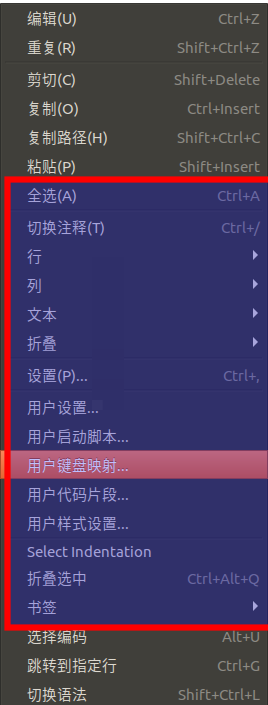 编辑(U) Ctrl+Z
重复(R) Shift+Ctrl+Z
剪切(C) Shift+Delete
复制(O) Ctrl+Insert
复制路径(H) Shift+Ctrl+C
粘贴(P) Shift+Insert
全选(A) Ctrl+A
切换注释(T) Ctrl+/
行
列
文本
折叠
设置(P)... Ctrl+,
用户设置...
用户启动脚本...
用户键盘映射...
用户代码片段...
用户样式设置...
Select Indentation
折叠选中 Ctrl+Alt+Q
书签
选择编码 Alt+U
跳转到指定行 Ctrl+G
切换语法 Shift+Ctrl+L